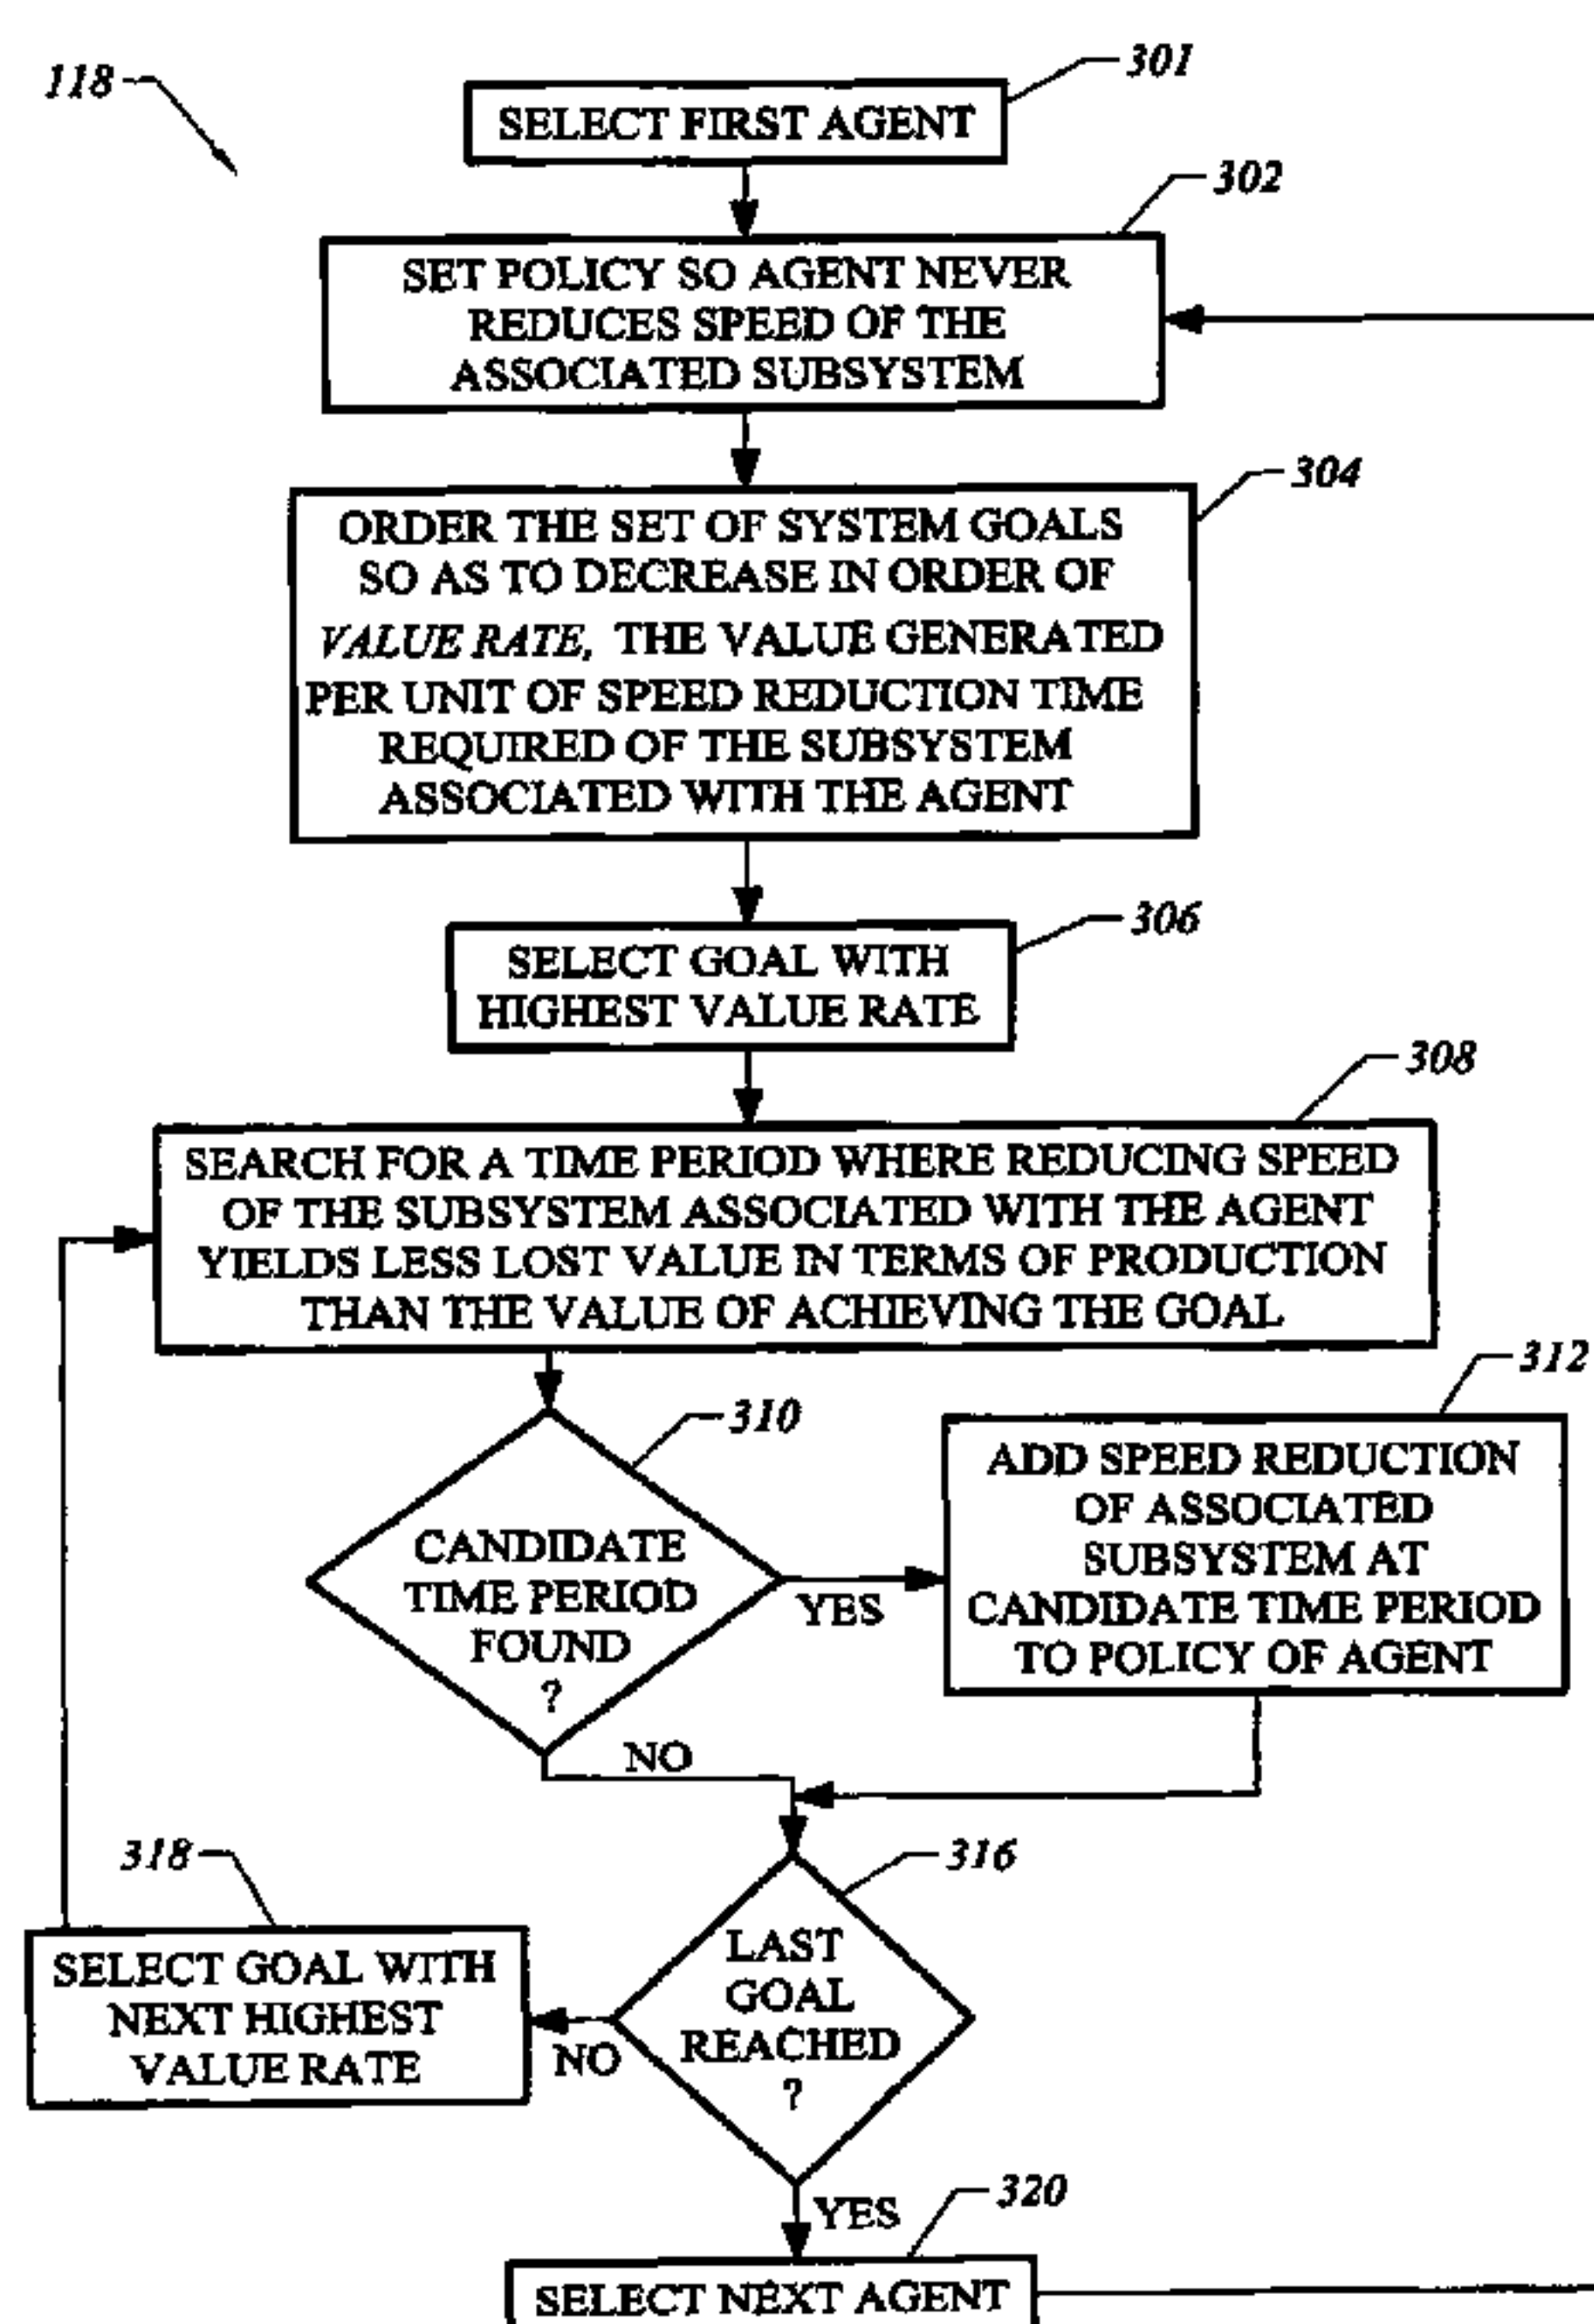 118
301
SELECT FIRST AGENT
302
SET POLICY SO AGENT NEVER
REDUCES SPEED OF THE
ASSOCIATED SUBSYSTEM
304
ORDER THE SET OF SYSTEM GOALS
SO AS TO DECREASE IN ORDER OF
VALUE RATE, THE VALUE GENERATED
PER UNIT OF SPEED REDUCTION TIME
REQUIRED OF THE SUBSYSTEM
ASSOCIATED WITH THE AGENT
306
SELECT GOAL WITH
HIGHEST VALUE RATE
308
SEARCH FOR A TIME PERIOD WHERE REDUCING SPEED
OF THE SUBSYSTEM ASSOCIATED WITH THE AGENT
YIELDS LESS LOST VALUE IN TERMS OF PRODUCTION
THAN THE VALUE OF ACHIEVING THE GOAL
310
CANDIDATE
TIME PERIOD
FOUND
?
YES
NO
312
ADD SPEED REDUCTION
OF ASSOCIATED
SUBSYSTEM AT
CANDIDATE TIME PERIOD
TO POLICY OF AGENT
316
LAST
GOAL
REACHED
?
NO
YES
318
SELECT GOAL WITH
NEXT HIGHEST
VALUE RATE
320
SELECT NEXT AGENT